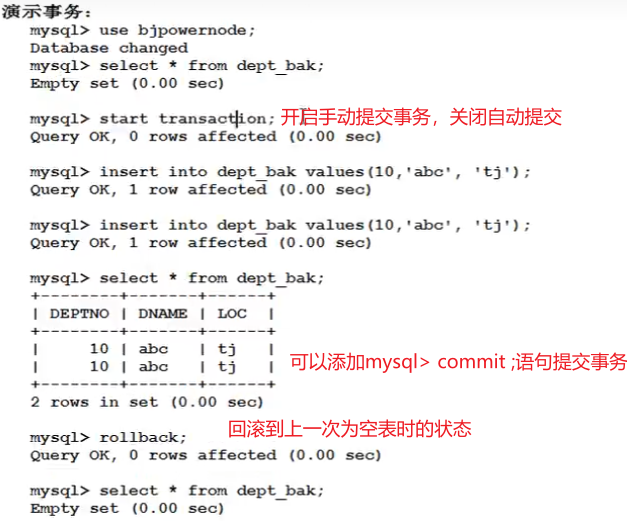 演示事务：
mysql> use bjpowernode;
Database changed
mysql> select * from dept_bak;
Empty set (0.00 sec)
mysql> start transaction; 开启手动提交事务，关闭自动提交
Query OK, 0 rows affected (0.00 sec)
mysql> insert into dept_bak values(10,'abc', 'tj');
Query OK, 1 row affected (0.00 sec)
mysql> insert into dept_bak values(10,'abc', 'tj');
Query OK, 1 row affected (0.00 sec)
mysql> select * from dept_bak;
+--------+-------+------+
| DEPTNO | DNAME | LOC  |
+--------+-------+------+
|     10 | abc   | tj   |
|     10 | abc   | tj   |
可以添加mysql> commit ;语句提交事务
+--------+-------+------+
2 rows in set (0.00 sec)
mysql> rollback; 回滚到上一次为空表时的状态
Query OK, 0 rows affected (0.00 sec)
mysql> select * from dept_bak;
Empty set (0.00 sec)